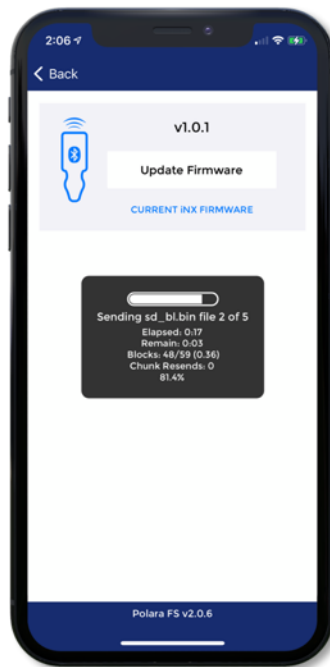 2:06
Back
v1.0.1
Update Firmware
CURRENT iNX FIRMWARE
Sending sd_bl.bin file 2 of 5
Elapsed: 0:17
Remain: 0:03
Blocks: 48/59 (0.36)
Chunk Resends: 0
81.4%
Polara FS v2.0.6